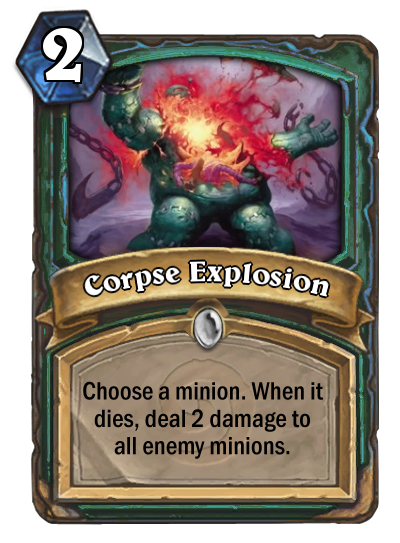 2
Corpse Explosion
Choose a minion. When it
dies, deal 2 damage to
all enemy minions.